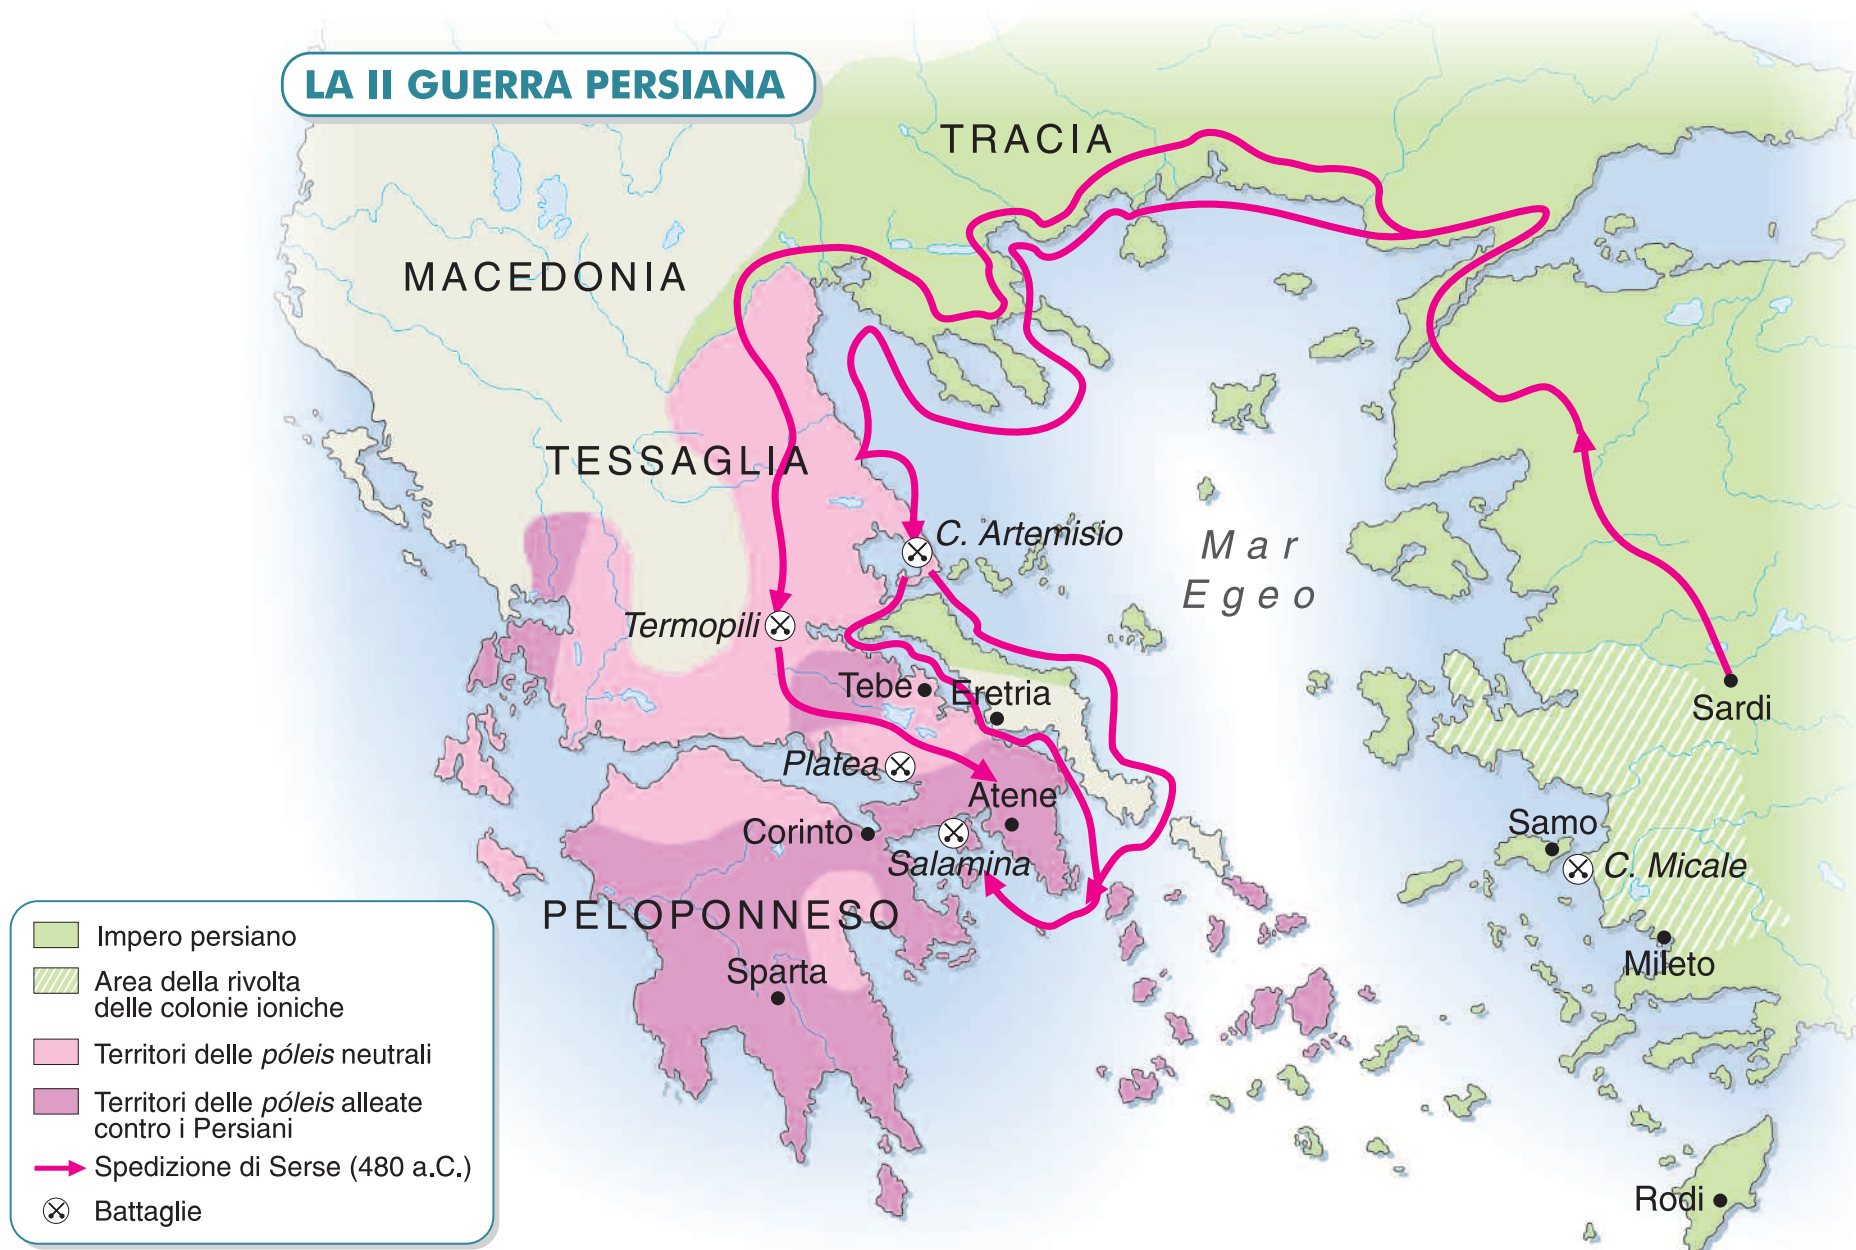 LA II GUERRA PERSIANA
TRACIA
MACEDONIA
TESSAGLIA
C. Artemisio
Mar
Egeo
Termopili
Tebe
Eretria
Sardi
Platea
Atene
Corinto
Salamina
Samo
C. Micale
PELOPONNESO
Sparta
Mileto
Rodi
Impero persiano
Area della rivolta
delle colonie ioniche
Territori delle póleis neutrali
Territori delle póleis alleate
contro i Persiani
Spedizione di Serse (480 a.C.)
Battaglie